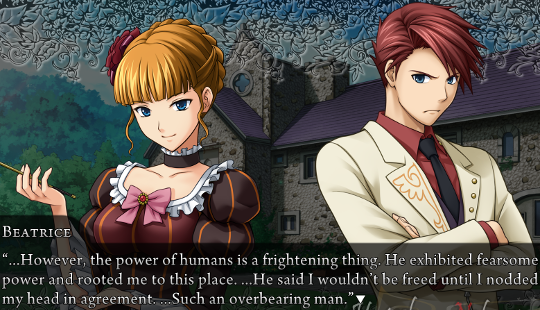 BEATRICE
“...However, the power of humans is a frightening thing. He exhibited fearsome
power and rooted me to this place. ...He said I wouldn't be freed until I nodded
my head in agreement. ...Such an overbearing man.”▼